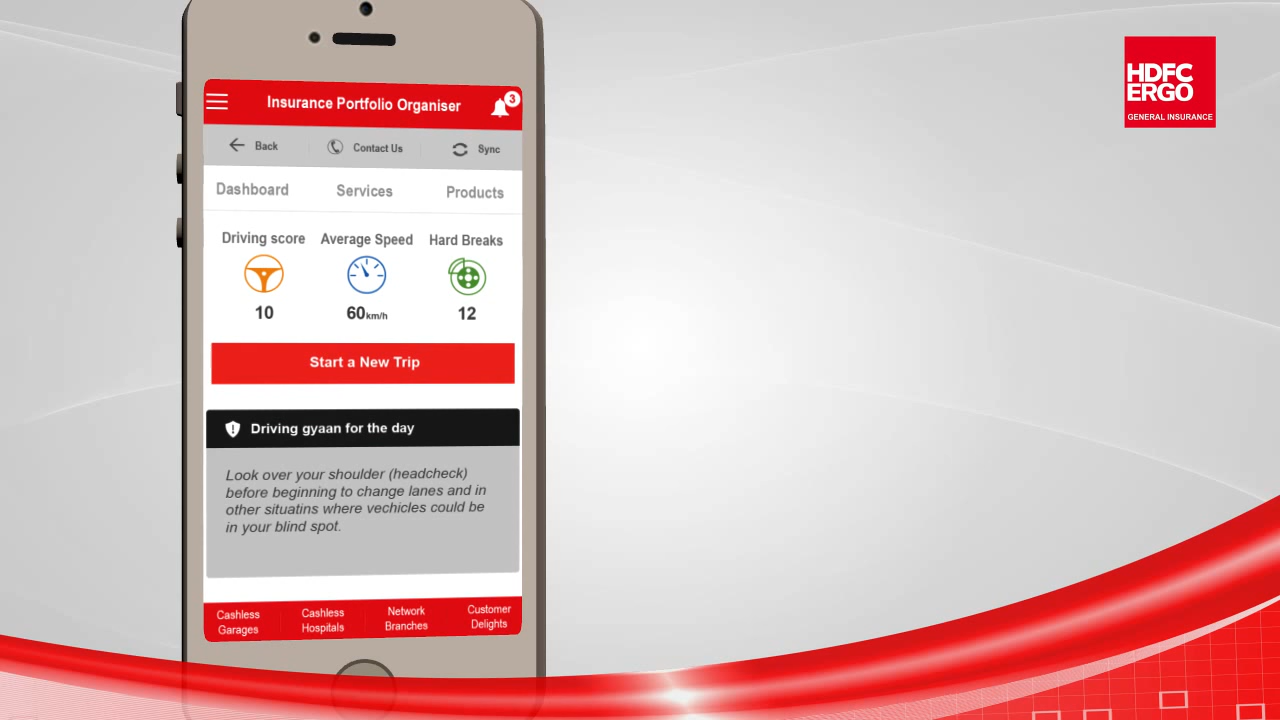 HDFC
ERGO
GENERAL INSURANCE
Insurance Portfolio Organiser
3
Back
Contact Us
Sync
Dashboard
Services
Products
Driving score
Average Speed
Hard Breaks
10
60km/h
12
Start a New Trip
Driving gyaan for the day
Look over your shoulder (headcheck)
before beginning to change lanes and in
other situatins where vechicles could be
in your blind spot.
Cashless
Garages
Cashless
Hospitals
Network
Branches
Customer
Delights